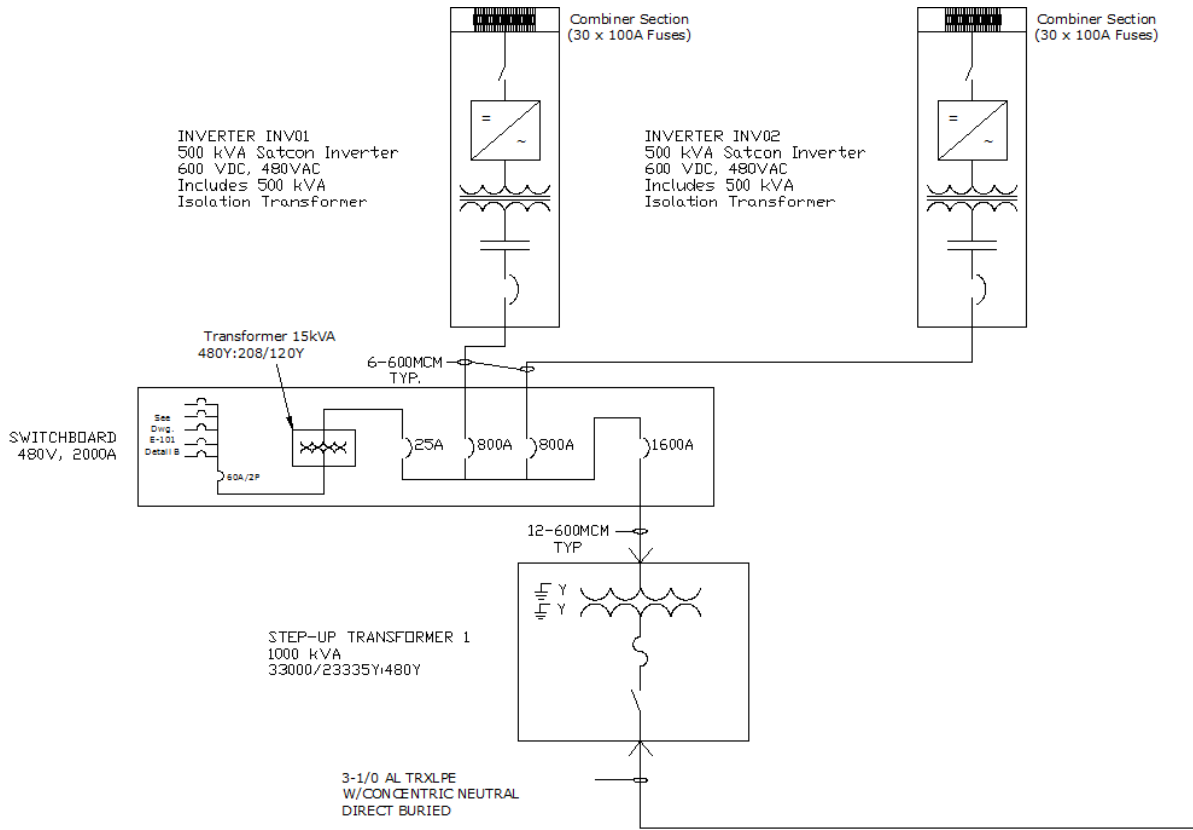 Combiner Section
(30 x 100A Fuses)
Combiner Section
(30 x 100A Fuses)
=
~
=
~
INVERTER INV01
500 kVA Satcon Inverter
600 VDC, 480VAC
Includes 500 kVA
Isolation Transformer
INVERTER INV02
500 kVA Satcon Inverter
600 VDC, 480VAC
Includes 500 kVA
Isolation Transformer
Transformer 15kVA
480Y:208/120Y
6-600MCM
TYP.
SWITCHBOARD
480V, 2000A
See
Dwg.
E-101
Detail B
60A/2P
25A
800A
800A
1600A
12-600MCM
TYP
Y
Y
STEP-UP TRANSFORMER 1
1000 kVA
33000/23335Y:480Y
3-1/0 AL TRXLPE
W/CONCENTRIC NEUTRAL
DIRECT BURIED